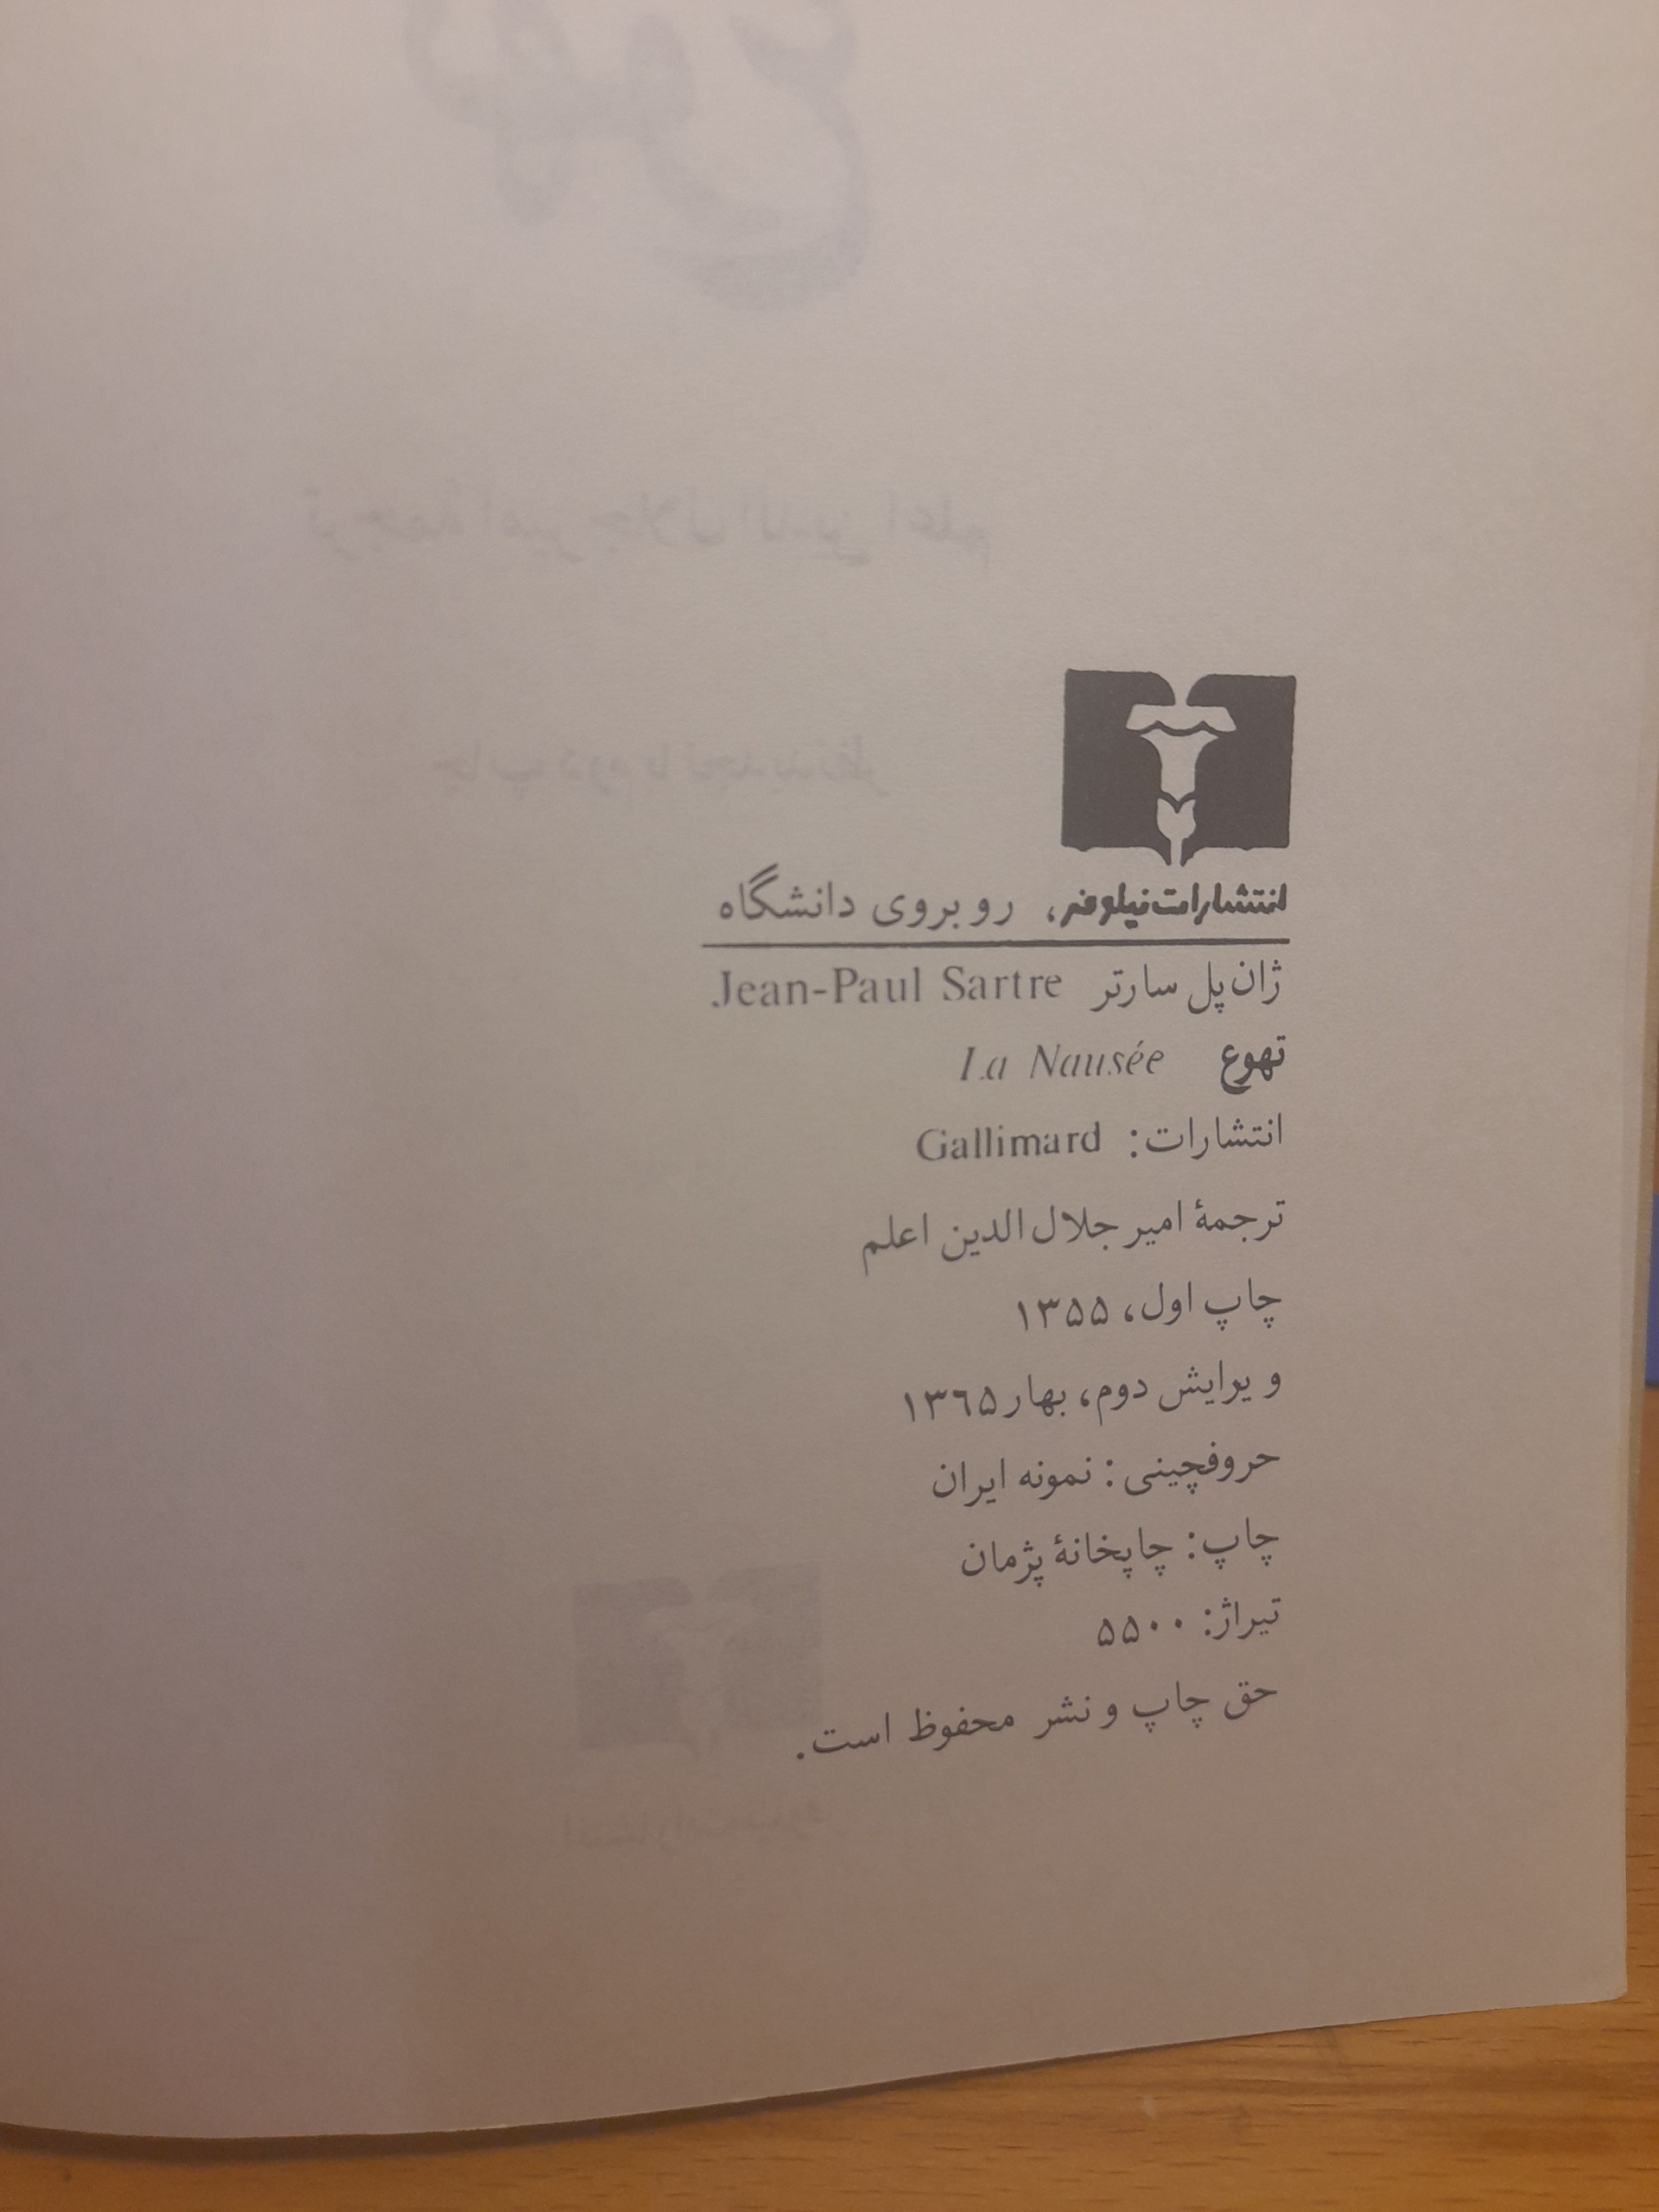 انتشارات نیلوفر، روبروی دانشگاه
ژان پل سارتر Jean-Paul Sartre
تهوع La Nausée
انتشارات: Gallimard
ترجمهٔ امیر جلال الدین اعلم
چاپ اول، ۱۳۵۵
ویرایش دوم، بهار ۱۳۶۵
حروفچینی: نمونه ایران
چاپ: چاپخانهٔ پژمان
تیراژ: ۵۵۰۰
حق چاپ و نشر محفوظ است.